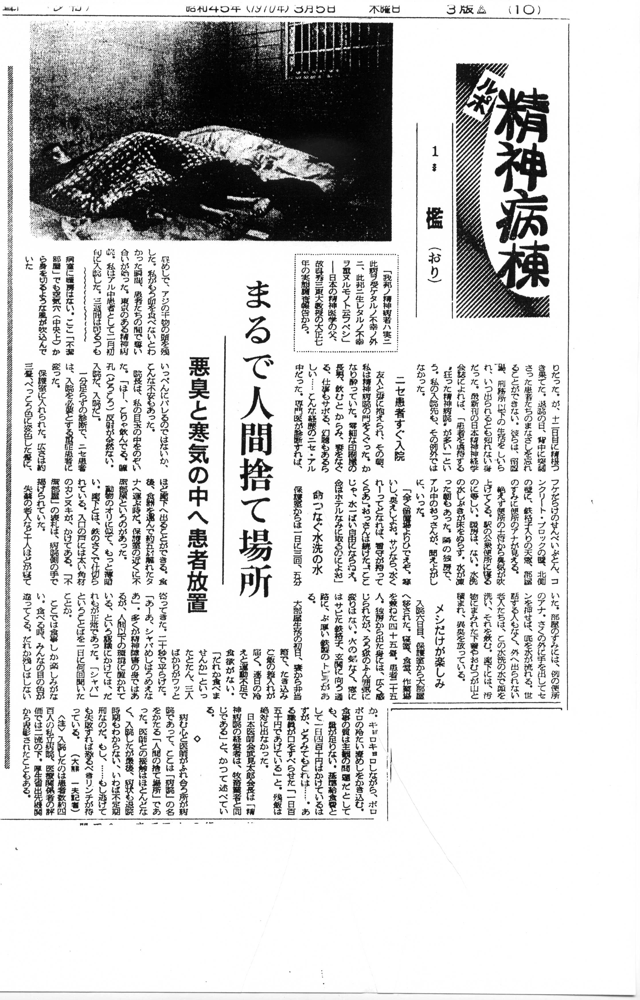 昭和45年(1970年)3月5日
木曜日
3版
(10)
ルポ
精神病棟
1
檻
(おり)
「我邦ノ精神病者ハ実ニ
此病ヲ受ケタルノ不幸ノ外
ニ、此邦ニ生レタルノ不幸
ヲ重ヌルモノト云フベシ」
――日本の精神医学の父、
故呉秀三東大教授の大正七
年の実態調査報告から。
まるで人間捨て場所
悪臭と寒気の中へ患者放置
昼めしで、アジの干物の頭を残
した。私がもう頭を食べないとわ
かった瞬間、患者たちの間で奪い
合いが始った。東京のある精神病
院。私はアル中患者として二月初
旬に入院した。三週間は居るつも
病室に暖房はない。ここ「不潔
部屋」でも空気穴(中央上)か
ら身を切るような風が吹込んで
いた
りだった。が、十二日目に精根つ
き果てた。退院の日、背中に突刺
さった患者たちのまなざしを忘れ
ることができない。彼らは、留置
場、刑務所以下の生活をしいら
れ、いつ出られるとも知れない身
だった。最新刊の日本精神神経学
会誌によれば、「患者を虐待する
〝狂った精神病院〟が多い」とい
う。私の入院先も、その例外では
なかった。
ニセ患者すぐ入院
友人と妻に抱えられ、その朝、
私は精神病院の門をくぐった。か
なり酔っていた。零細な印刷屋の
長男、飲むとからみ、妻をなぐ
る、仕事もサボる、幻聴もあるら
しい……こんな経歴のニセ・アル
中だった。専門医が診断すれば、
いっぺんにバレるのではないか、
こんな不安もあった。
院長は、私の目玉の中をのぞい
た。「ほー、こりゃ飲んでる。瞳
孔(どうこう)反射が全然ない。
入院だ、入院だ」。
一分足らずの診断で、ニセ患者
は、入院を必要とする重症患者に
変った。
保護室に入れられた。広さは約
三畳、べっこう色に変色した畳に、
フケだらけのせんべいぶとん、コ
ンクリート・ブロックの壁、北側
の壁に、鉄格子入りの天窓、部屋
のすみに便所のアナが見える。
絶えず便所の土管から臭気が吹
上げてくる。駅の公衆便所に寝る
のに等しい。暖房は、ない。水洗
の水しぶきが床をぬらす。水が凍
った朝もあった。隣の独房で、
アル中のおっさんが、聞えよがし
に、いった。
「全く留置場よりひでえぞ。寒
いし、臭えしよお。サツなら、水く
れーってどなれば、看守が持って
くらあ」。おっさんは続けた。「ここ
じゃ、水一ぱい自由にならねえ。
金はホテルなみに取るのによお」
命つなぐ水洗の水
保護室からは一日に三回、五分
ほど廊下へ出ることができる。食
後、食器を運んで約五㍍離れたタ
ナへ運ぶ時だ。保護室の近くに不
潔部屋というのがあった。
動物のオリに似て、もっと薄暗
い。廊下とは、鉄のさくで仕切ら
れている。入口の戸には太い角材
のカンヌキが、かけてある。「不
潔部屋」の表札は、病院側の手で
掲げられていた。
失禁の老人など十人ほどが寝て
いた。部屋のすみには、例の便所
のアナ。さくの外に手を出してセ
ンを押せば、底を水が流れる。世
話する人もなく、外へ出られない
老人たちは、この水洗の水で顔を
洗い、それを飲む。廊下には、汚
物にまみれた下着やおむつが山と
積まれ、異臭を放っている。
メシだけが楽しみ
入院六日目、保護室から大部屋
へ移された。寝室、食堂、作業場
を兼ねた四十五畳。患者二十五
人。独房から出た身には、広く感
じられたが、ろう獄のふん囲気に
変りはない。火の気なく、窓に
はサビた鉄格子、玄関に向う通
路に、ぶ厚い鉄製のトビラがあ
る。
大部屋生活の初日、妻から弁当
箱で、たき込み
ご飯の差入れが
届く。連日の冷
えと運動不足で
食欲がない。
「だれか食べま
せんか」といっ
たとたん、三人
ばかりがワッと
寄ってきた。二十秒で平らげた。
「あーあ、シャバめしはうめえな
あ」。多くが精神障害の身ではあ
るが、人間以下の環境に置かれて
いる、という認識にかけては、だ
れもが正常であった。「シャバ」
ということばを一日に何回聞いた
ことか。
ここでは食事しか楽しみがな
い。食べる時、みんなの目の色が
違ってくる。だれか残しはしない
か。キョロキョロしながら、ボロ
ボロの冷たい麦めしをかき込む。
食事の質は主観の問題だとして
も、量が足りない。基準給食費と
して一日四百十円はかけているは
ずが、どうみてもこれは……。あ
る職員が口をすべらせた「一日百
五十円であげている」と。残飯は
絶対に出なかった。
日本医師会武見太郎会長は「精
神病院の経営者は、牧畜業者と同
じである」と、かつて述べてい
る。
◇
病む心と医師がふれ合う所が病
院であって、ここは「病院」の名
をかたる「人間の捨て場所」であ
った。医師との接触はほとんどな
く、入院したが最後、病状も退院
時期もわからない、いわば不定期
刑なのだ。もし、……もし逃げて
も失敗すれば恐るべきリンチが待
っている。　(大熊　一夫記者)
〈注〉入院したのは患者数約四
百人の私立病院、医療関係者の評
価では二流の下。厚生省出先機関
から表彰されたこともある。